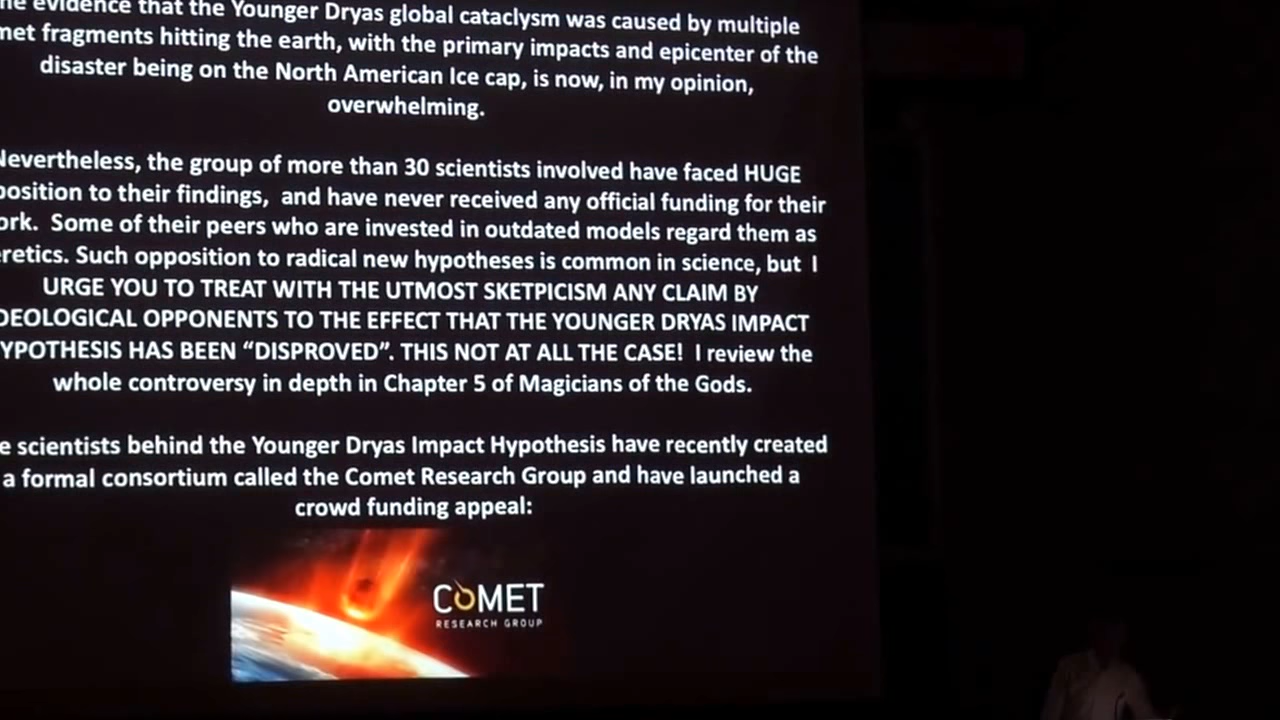 he evidence that the Younger Dryas global cataclysm was caused by multiple
met fragments hitting the earth, with the primary impacts and epicenter of the
disaster being on the North American Ice cap, is now, in my opinion,
overwhelming.
Nevertheless, the group of more than 30 scientists involved have faced HUGE
position to their findings, and have never received any official funding for their
ork. Some of their peers who are invested in outdated models regard them as
retics. Such opposition to radical new hypotheses is common in science, but I
URGE YOU TO TREAT WITH THE UTMOST SKETPICISM ANY CLAIM BY
DEOLOGICAL OPPONENTS TO THE EFFECT THAT THE YOUNGER DRYAS IMPACT
YPOTHESIS HAS BEEN “DISPROVED”. THIS NOT AT ALL THE CASE! I review the
whole controversy in depth in Chapter 5 of Magicians of the Gods.
e scientists behind the Younger Dryas Impact Hypothesis have recently created
a formal consortium called the Comet Research Group and have launched a
crowd funding appeal:
COMET
RESEARCH GROUP